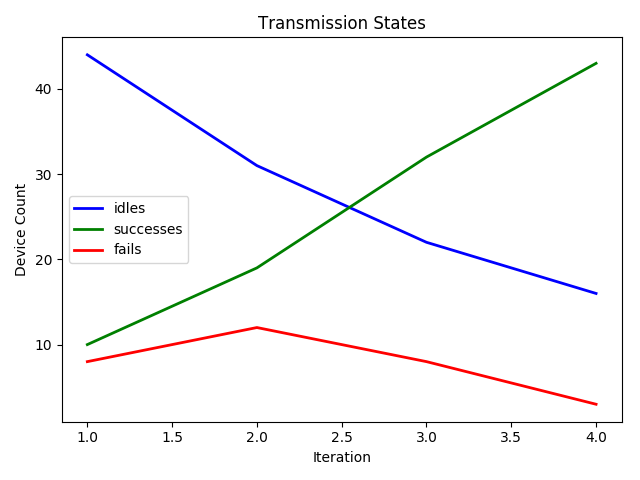 Transmission States
Device Count
40
30
20
10
idles
successes
fails
1.0 1.5 2.0 2.5 3.0 3.5 4.0
Iteration